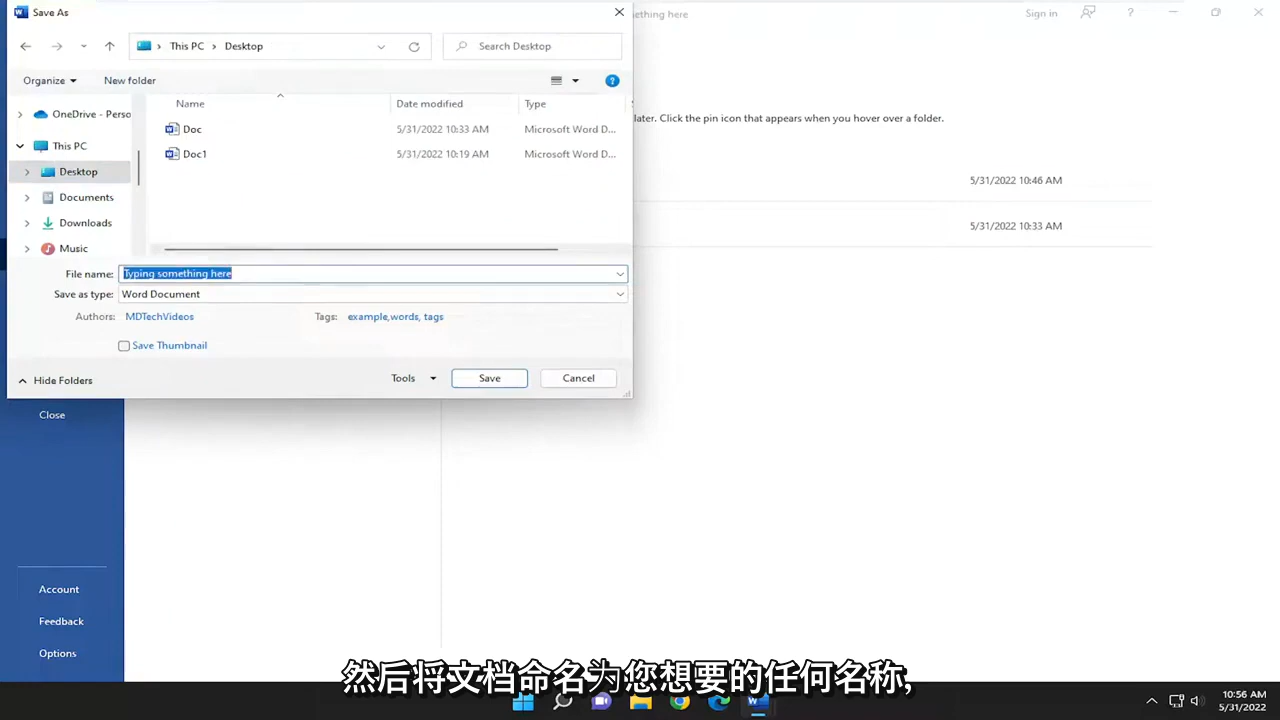 Save As
ething here
Sign in
?
This PC
Desktop
Search Desktop
Organize
New folder
?
Name
Date modified
Type
OneDrive - Perso
Doc
5/31/2022 10:33 AM
Microsoft Word D...
later. Click the pin icon that appears when you hover over a folder.
This PC
Doc1
5/31/2022 10:19 AM
Microsoft Word D...
Desktop
5/31/2022 10:46 AM
Documents
Downloads
5/31/2022 10:33 AM
Music
File name:
Typing something here
Save as type:
Word Document
Authors:
MDTechVideos
Tags:
example,words, tags
Save Thumbnail
Hide Folders
Tools
Save
Cancel
Close
Account
Feedback
Options
然后将文档命名为您想要的任何名称,
10:56 AM
5/31/2022